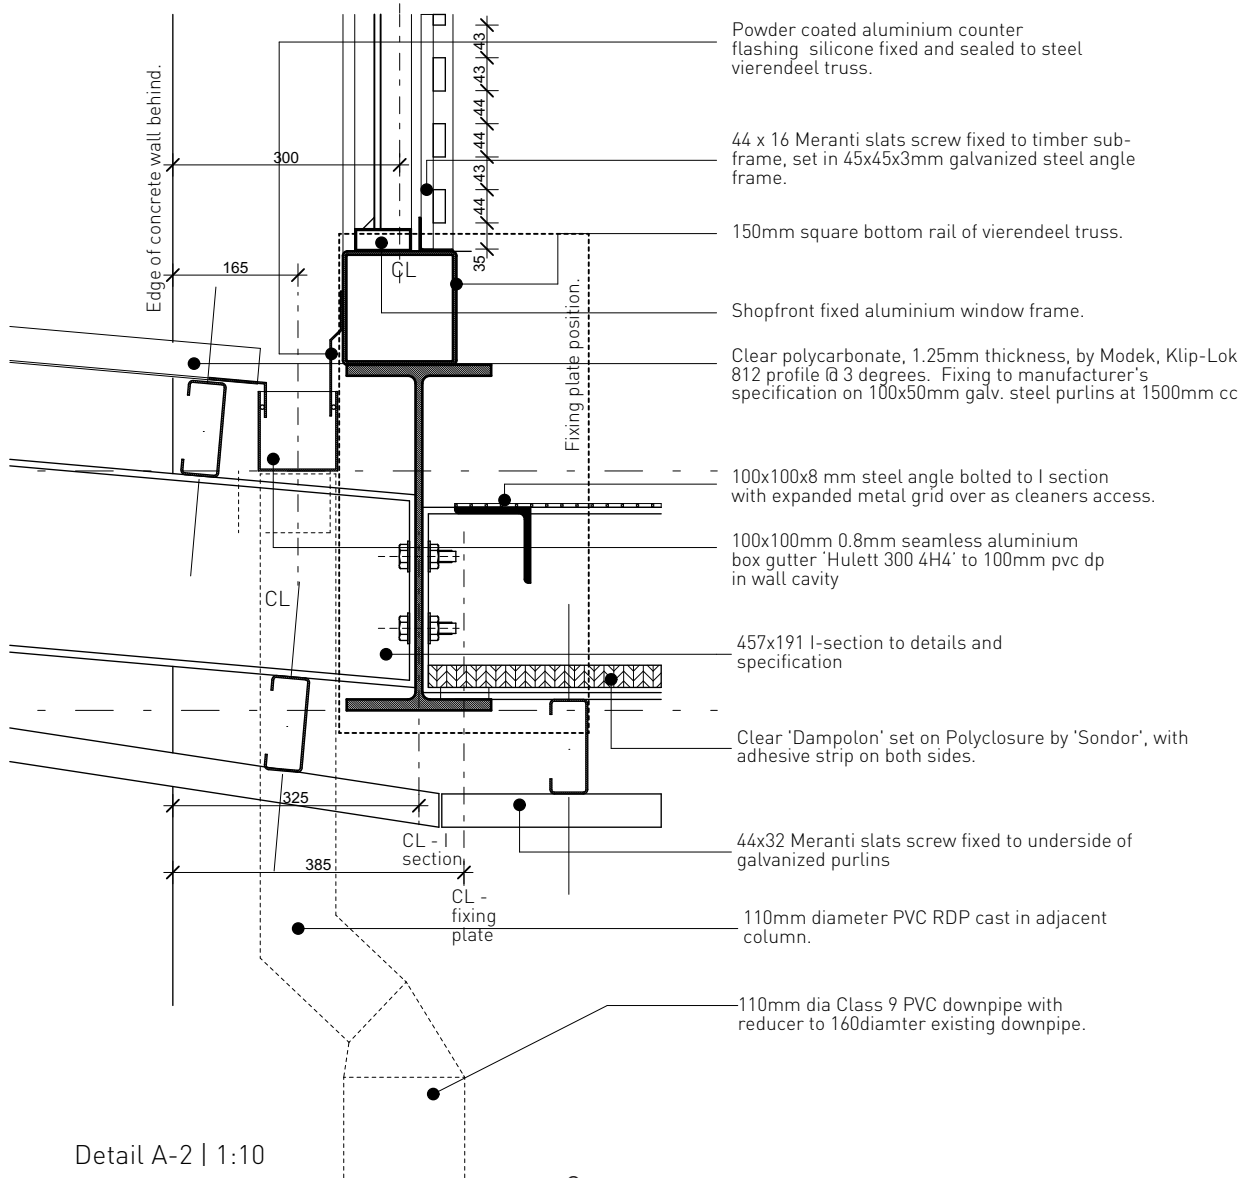 Powder coated aluminium counter
flashing silicone fixed and sealed to steel
vierendeel truss.
44 x 16 Meranti slats screw fixed to timber sub-
frame, set in 45x45x3mm galvanized steel angle
frame.
150mm square bottom rail of vierendeel truss.
Shopfront fixed aluminium window frame.
Clear polycarbonate, 1.25mm thickness, by Modek, Klip-Lok
812 profile @ 3 degrees. Fixing to manufacturer's
specification on 100x50mm galv. steel purlins at 1500mm cc
100x100x8 mm steel angle bolted to I section
with expanded metal grid over as cleaners access.
100x100mm 0.8mm seamless aluminium
box gutter ‘Hulett 300 4H4’ to 100mm pvc dp
in wall cavity
457x191 I-section to details and
specification
Clear ‘Dampolon’ set on Polyclosure by ‘Sondor’, with
adhesive strip on both sides.
44x32 Meranti slats screw fixed to underside of
galvanized purlins
110mm diameter PVC RDP cast in adjacent
column.
110mm dia Class 9 PVC downpipe with
reducer to 160diamter existing downpipe.
Edge of concrete wall behind.
Fixing plate position.
43
43
44
44
43
44
35
300
165
CL
CL
325
CL - I
section
385
CL -
fixing
plate
Detail A-2 | 1:10